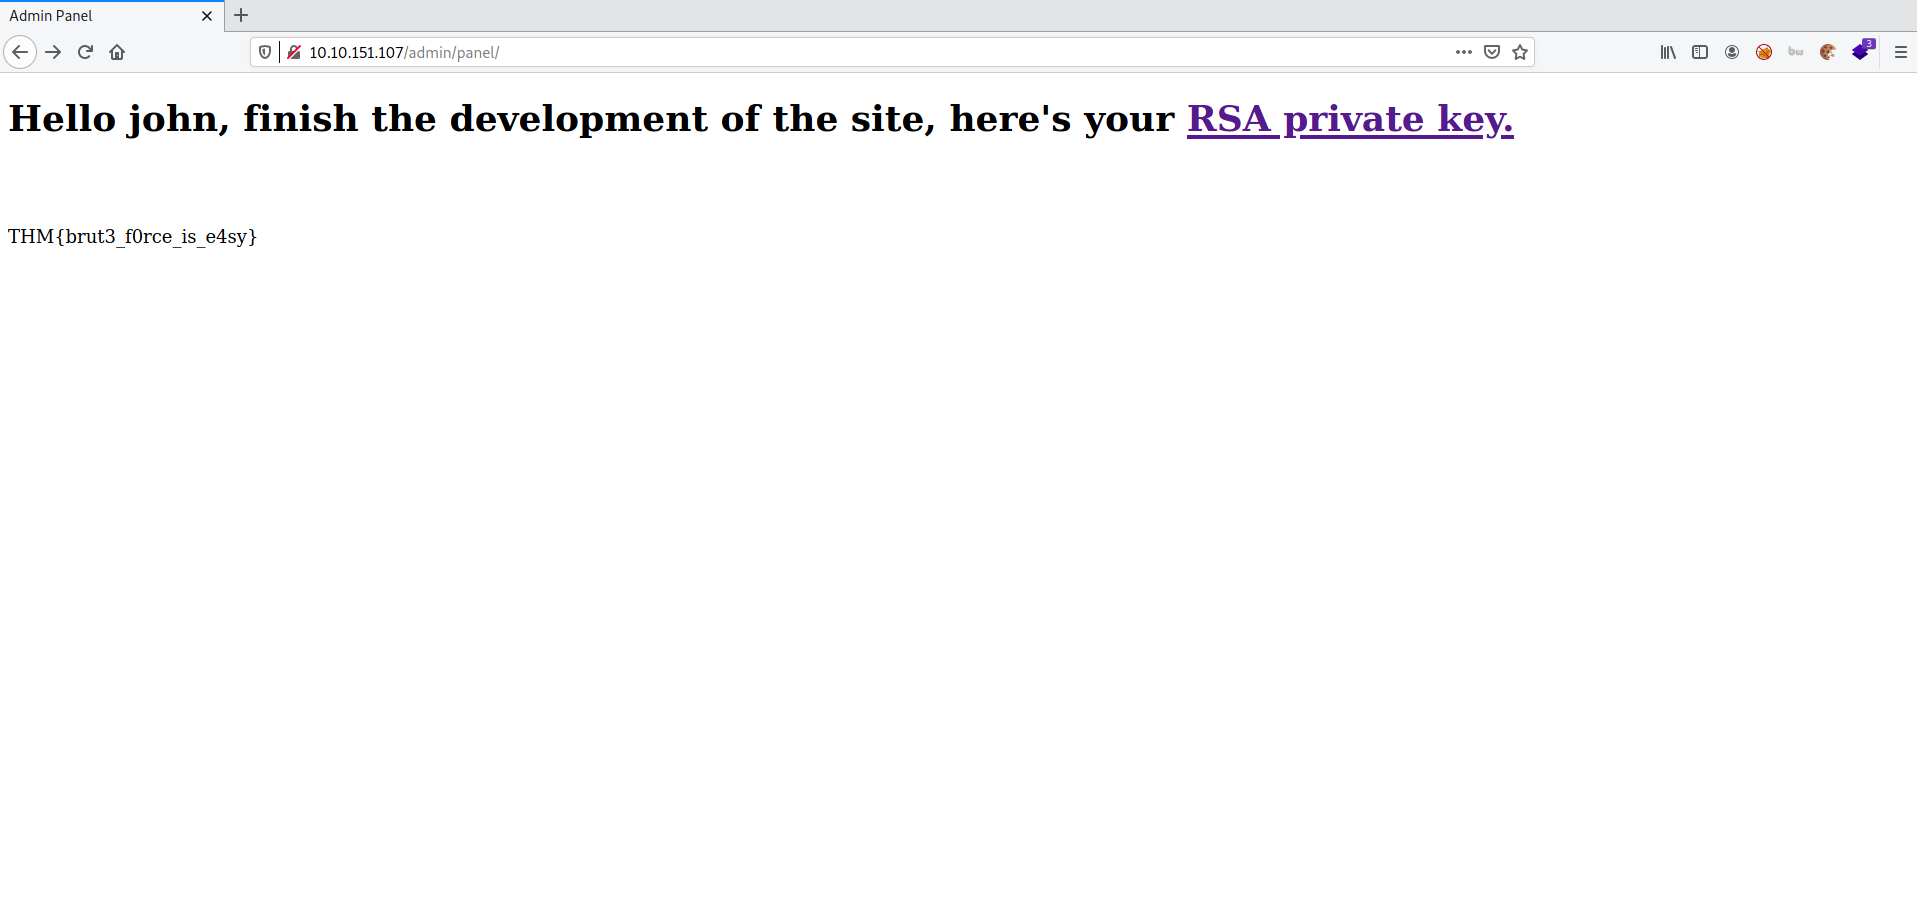 Admin Panel
10.10.151.107/admin/panel/
3
Hello john, finish the development of the site, here's your RSA private key.
THM{brut3_f0rce_is_e4sy}